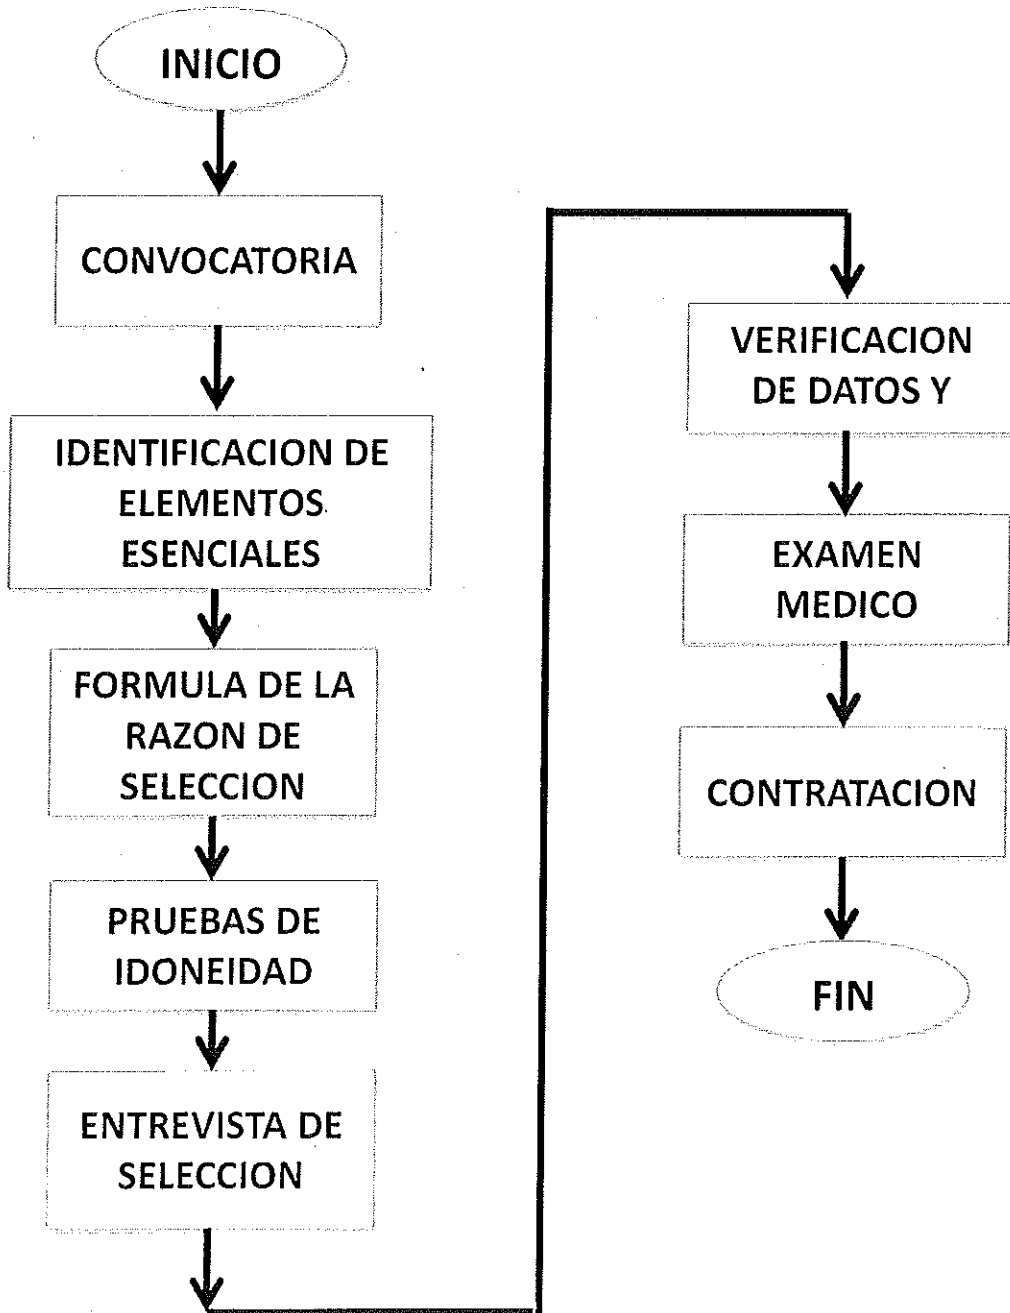 INICIO
CONVOCATORIA
IDENTIFICACION DE
ELEMENTOS
ESENCIALES
FORMULA DE LA
RAZON DE
SELECCION
PRUEBAS DE
IDONEIDAD
ENTREVISTA DE
SELECCION
VERIFICACION
DE DATOS Y
EXAMEN
MEDICO
CONTRATACION
FIN